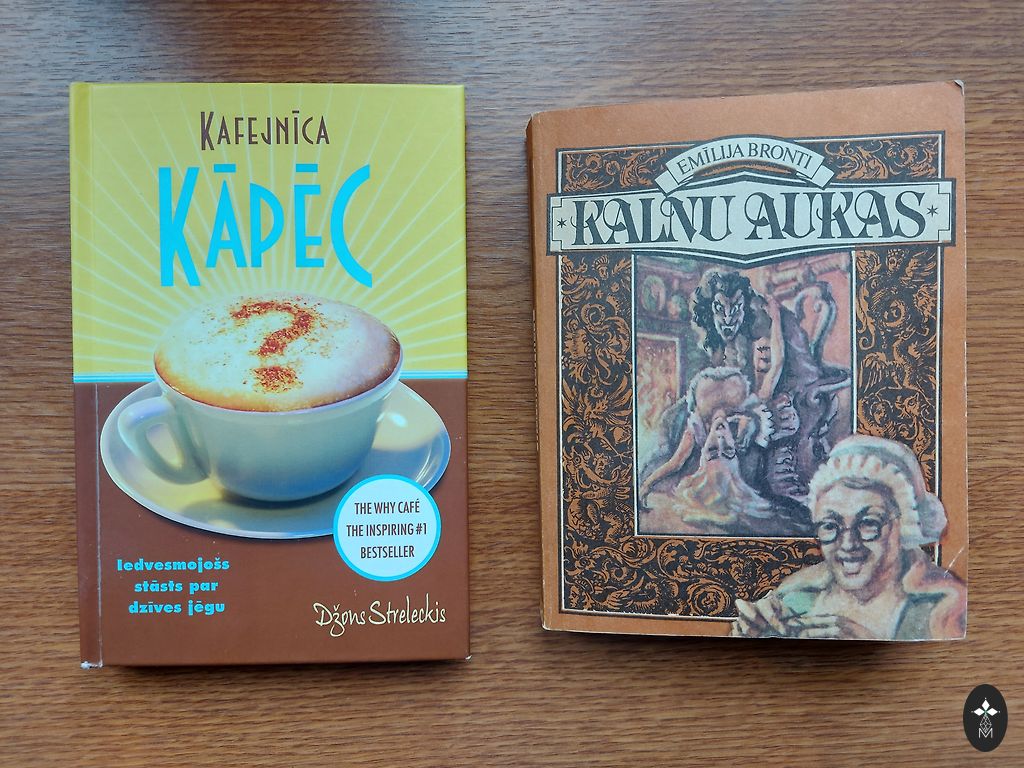 KAFEJNĪCA
KĀPĒC
THE WHY CAFÉ
THE INSPIRING #1
BESTSELLER
Iedvesmojošs
stāsts par
dzīves jēgu
Džons Streleckis
EMĪLIJA BRONTI
KALNU AUKAS
M